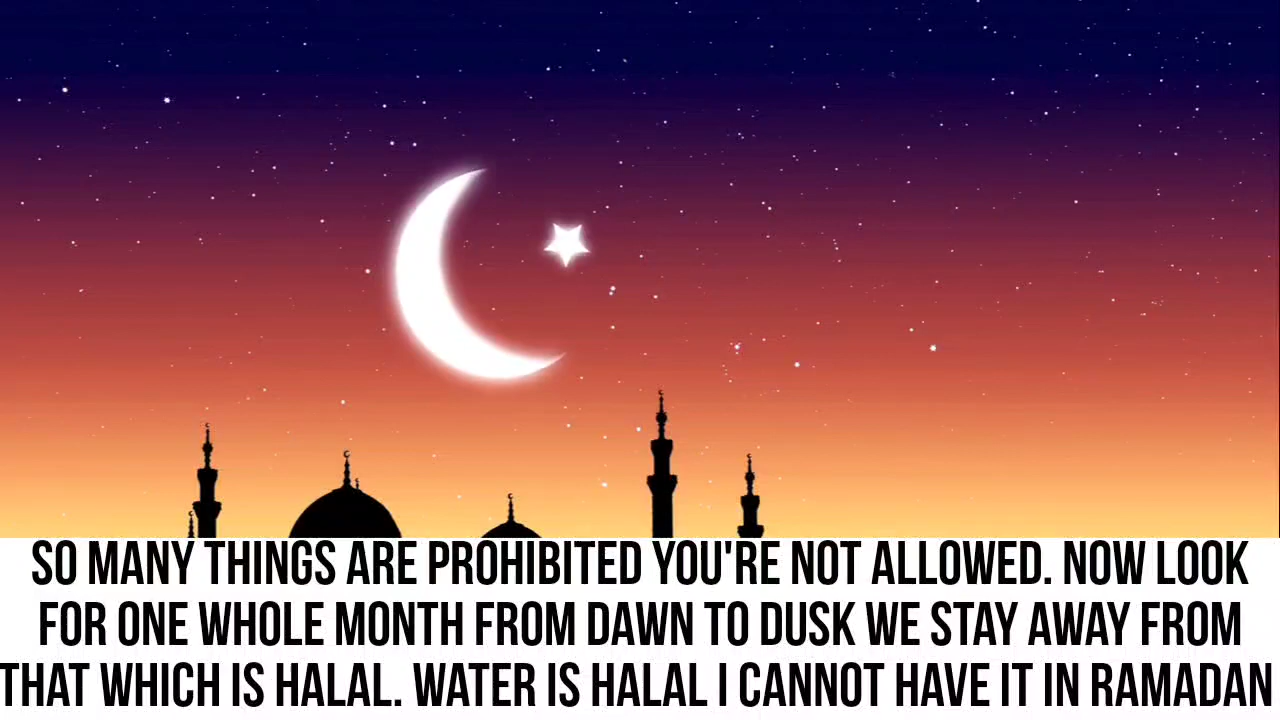 SO MANY THINGS ARE PROHIBITED YOU'RE NOT ALLOWED. NOW LOOK
FOR ONE WHOLE MONTH FROM DAWN TO DUSK WE STAY AWAY FROM
THAT WHICH IS HALAL. WATER IS HALAL I CANNOT HAVE IT IN RAMADAN